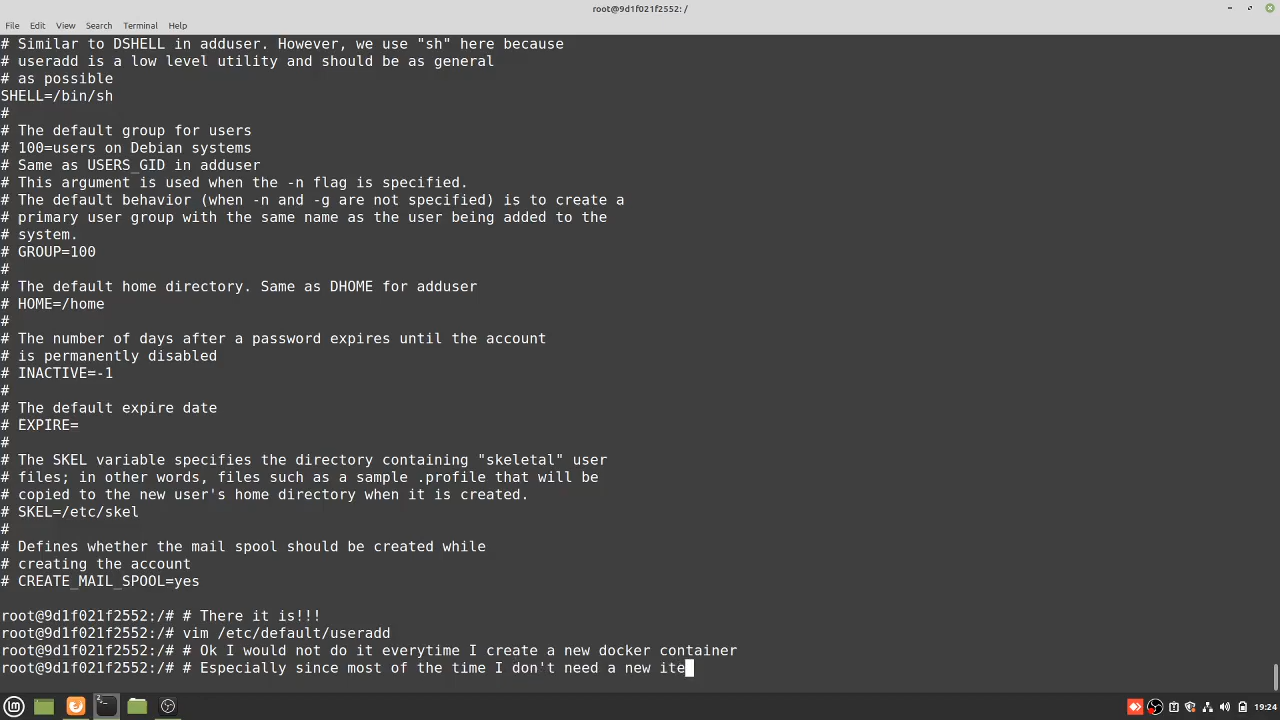 root@9d1f021f2552: /
File Edit View Search Terminal Help
# Similar to DSHELL in adduser. However, we use "sh" here because
# useradd is a low level utility and should be as general
# as possible
SHELL=/bin/sh
#
# The default group for users
# 100=users on Debian systems
# Same as USERS_GID in adduser
# This argument is used when the -n flag is specified.
# The default behavior (when -n and -g are not specified) is to create a
# primary user group with the same name as the user being added to the
# system.
# GROUP=100
#
# The default home directory. Same as DHOME for adduser
# HOME=/home
#
# The number of days after a password expires until the account
# is permanently disabled
# INACTIVE=-1
#
# The default expire date
# EXPIRE=
#
# The SKEL variable specifies the directory containing "skeletal" user
# files; in other words, files such as a sample .profile that will be
# copied to the new user's home directory when it is created.
# SKEL=/etc/skel
#
# Defines whether the mail spool should be created while
# creating the account
# CREATE_MAIL_SPOOL=yes
root@9d1f021f2552:/# # There it is!!!
root@9d1f021f2552:/# vim /etc/default/useradd
root@9d1f021f2552:/# # Ok I would not do it everytime I create a new docker container
root@9d1f021f2552:/# # Especially since most of the time I don't need a new ite
19:24